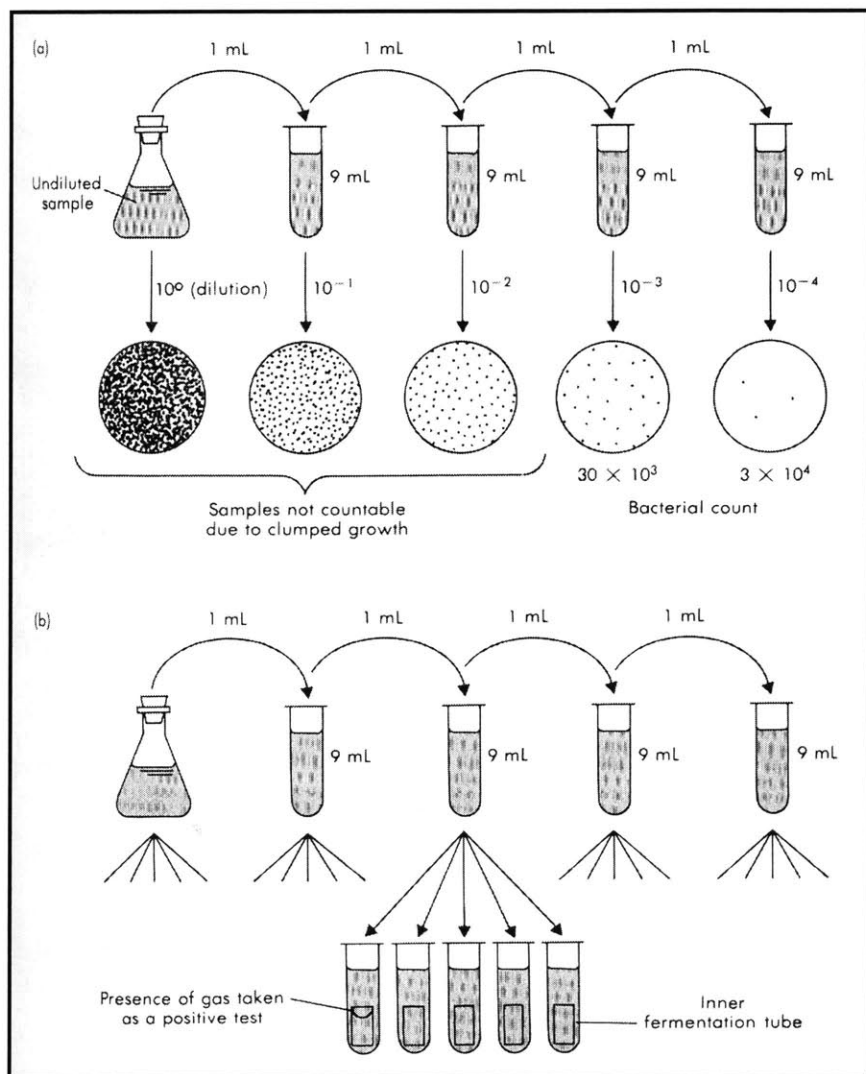 (a)
1 mL
1 mL
1 mL
1 mL
Undiluted
sample
9 mL
9 mL
9 mL
9 mL
10⁰ (dilution)
10⁻¹
10⁻²
10⁻³
10⁻⁴
30 × 10³
3 × 10⁴
Samples not countable
due to clumped growth
Bacterial count
(b)
1 mL
1 mL
1 mL
1 mL
9 mL
9 mL
9 mL
9 mL
Presence of gas taken
as a positive test
Inner
fermentation tube